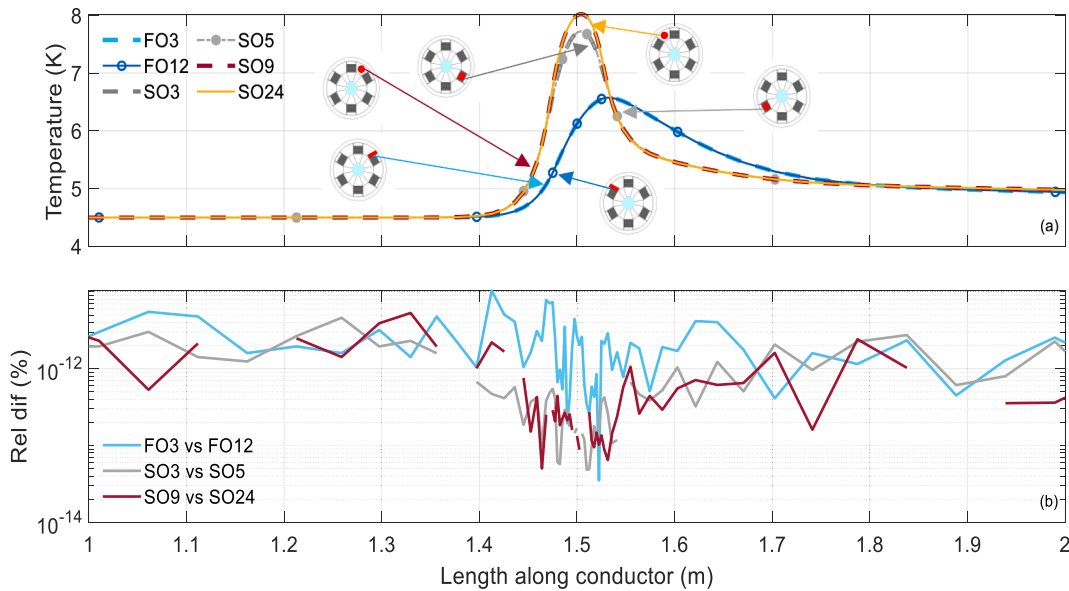 8
7
6
5
4
Temperature (K)
FO3
SO5
FO12
SO9
SO3
SO24
(a)
Rel dif (%)
10-12
10-14
FO3 vs FO12
SO3 vs SO5
SO9 vs SO24
(b)
1 1.1 1.2 1.3 1.4 1.5 1.6 1.7 1.8 1.9 2
Length along conductor (m)